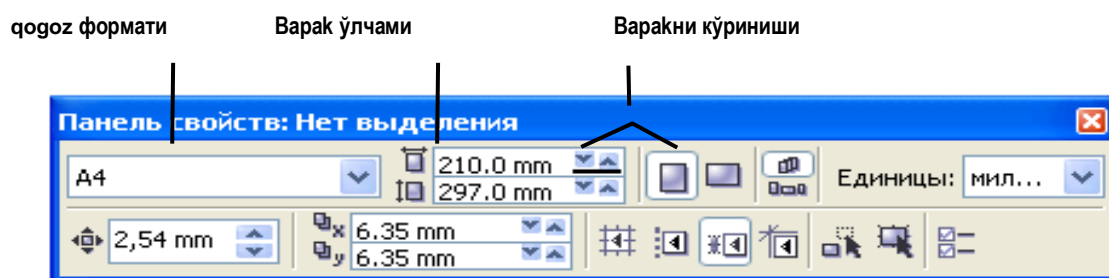 qogoz формати Варак ўлчами Варакни кўриниши
Панель свойств: Нет выделения
A4 210.0 mm Единицы: мил...
297.0 mm
2,54 mm x 6.35 mm
y 6.35 mm